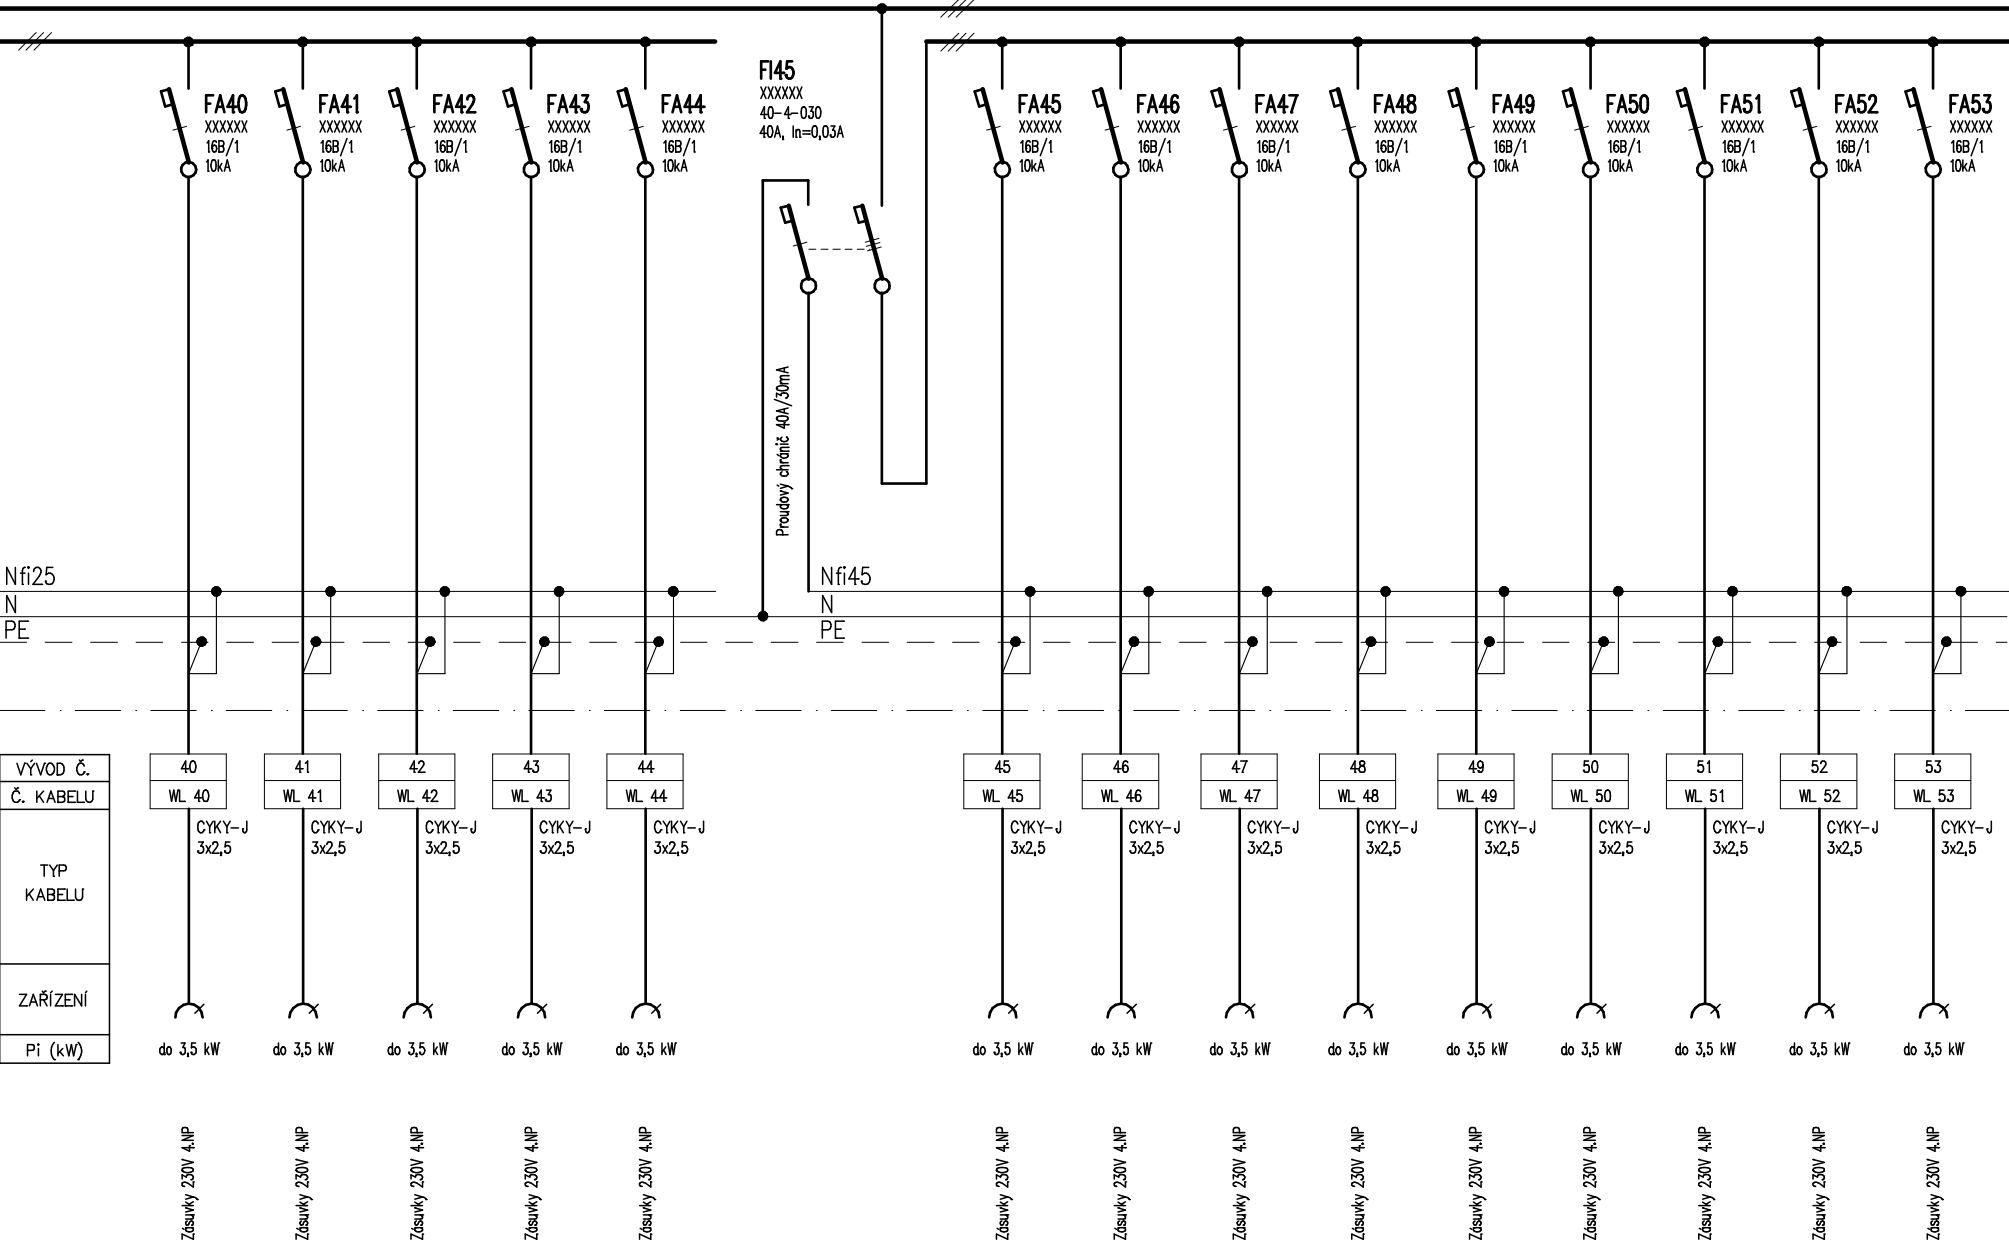 FA40
XXXXXX
16B/1
10kA
FA41
XXXXXX
16B/1
10kA
FA42
XXXXXX
16B/1
10kA
FA43
XXXXXX
16B/1
10kA
FA44
XXXXXX
16B/1
10kA
FI45
XXXXXX
40-4-030
40A, In=0,03A
Proudový chránič 40A/30mA
FA45
XXXXXX
16B/1
10kA
FA46
XXXXXX
16B/1
10kA
FA47
XXXXXX
16B/1
10kA
FA48
XXXXXX
16B/1
10kA
FA49
XXXXXX
16B/1
10kA
FA50
XXXXXX
16B/1
10kA
FA51
XXXXXX
16B/1
10kA
FA52
XXXXXX
16B/1
10kA
FA53
XXXXXX
16B/1
10kA
Nfi25
N
PE
Nfi45
N
PE
VÝVOD Č. 40 41 42 43 44 45 46 47 48 49 50 51 52 53
Č. KABELU WL 40 WL 41 WL 42 WL 43 WL 44 WL 45 WL 46 WL 47 WL 48 WL 49 WL 50 WL 51 WL 52 WL 53
TYP
KABELU
CYKY-J CYKY-J CYKY-J CYKY-J CYKY-J CYKY-J CYKY-J CYKY-J CYKY-J CYKY-J CYKY-J CYKY-J CYKY-J CYKY-J
3x2,5 3x2,5 3x2,5 3x2,5 3x2,5 3x2,5 3x2,5 3x2,5 3x2,5 3x2,5 3x2,5 3x2,5 3x2,5 3x2,5
ZAŘÍZENÍ
Pi (kW) do 3,5 kW do 3,5 kW do 3,5 kW do 3,5 kW do 3,5 kW do 3,5 kW do 3,5 kW do 3,5 kW do 3,5 kW do 3,5 kW do 3,5 kW do 3,5 kW do 3,5 kW do 3,5 kW
Zásuvky 230V 4.NP
Zásuvky 230V 4.NP
Zásuvky 230V 4.NP
Zásuvky 230V 4.NP
Zásuvky 230V 4.NP
Zásuvky 230V 4.NP
Zásuvky 230V 4.NP
Zásuvky 230V 4.NP
Zásuvky 230V 4.NP
Zásuvky 230V 4.NP
Zásuvky 230V 4.NP
Zásuvky 230V 4.NP
Zásuvky 230V 4.NP
Zásuvky 230V 4.NP